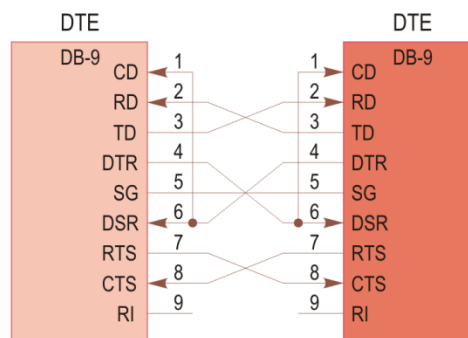 DTE DTE
DB-9 DB-9
CD 1 1 CD
RD 2 2 RD
TD 3 3 TD
DTR 4 4 DTR
SG 5 5 SG
DSR 6 6 DSR
RTS 7 7 RTS
CTS 8 8 CTS
RI 9 9 RI